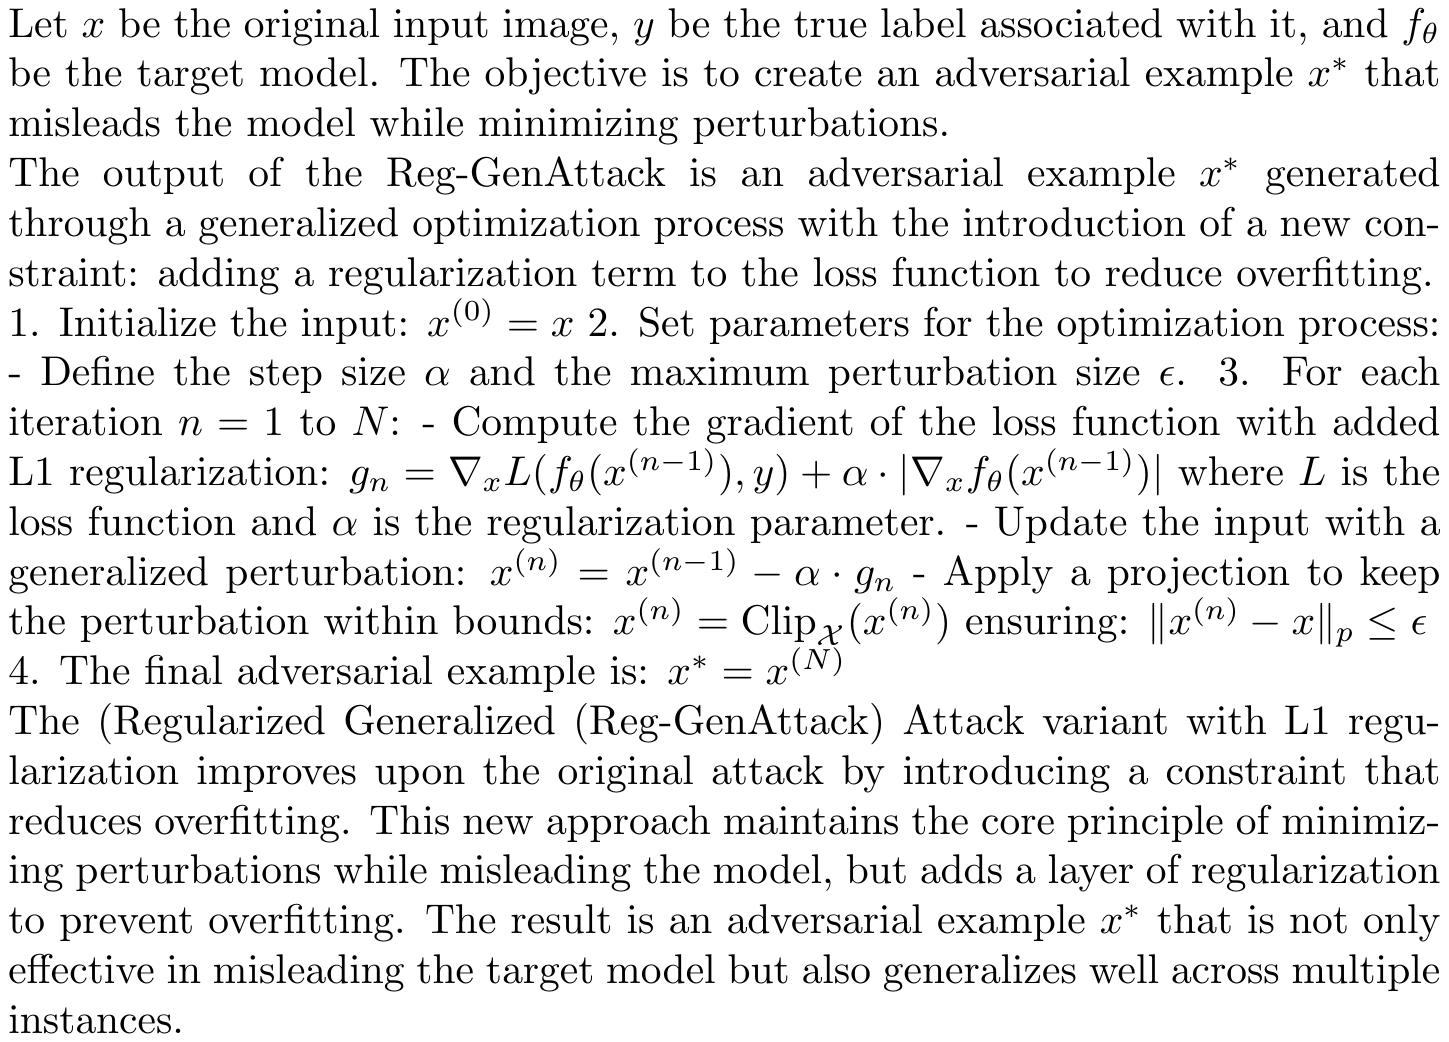 Let $x$ be the original input image, $y$ be the true label associated with it, and $f_\theta$
be the target model. The objective is to create an adversarial example $x^*$ that
misleads the model while minimizing perturbations.
The output of the Reg-GenAttack is an adversarial example $x^*$ generated
through a generalized optimization process with the introduction of a new con-
straint: adding a regularization term to the loss function to reduce overfitting.
1. Initialize the input: $x^{(0)} = x$ 2. Set parameters for the optimization process:
- Define the step size $\alpha$ and the maximum perturbation size $\epsilon$. 3. For each
iteration $n = 1$ to $N$: - Compute the gradient of the loss function with added
L1 regularization: $g_n = \nabla_x L(f_\theta(x^{(n-1)}), y) + \alpha \cdot |\nabla_x f_\theta(x^{(n-1)})|$ where $L$ is the
loss function and $\alpha$ is the regularization parameter. - Update the input with a
generalized perturbation: $x^{(n)} = x^{(n-1)} - \alpha \cdot g_n$ - Apply a projection to keep
the perturbation within bounds: $x^{(n)} = \text{Clip}_{\mathcal{X}}(x^{(n)})$ ensuring: $\|x^{(n)} - x\|_p \leq \epsilon$
4. The final adversarial example is: $x^* = x^{(N)}$
The (Regularized Generalized (Reg-GenAttack) Attack variant with L1 regu-
larization improves upon the original attack by introducing a constraint that
reduces overfitting. This new approach maintains the core principle of minimiz-
ing perturbations while misleading the model, but adds a layer of regularization
to prevent overfitting. The result is an adversarial example $x^*$ that is not only
effective in misleading the target model but also generalizes well across multiple
instances.